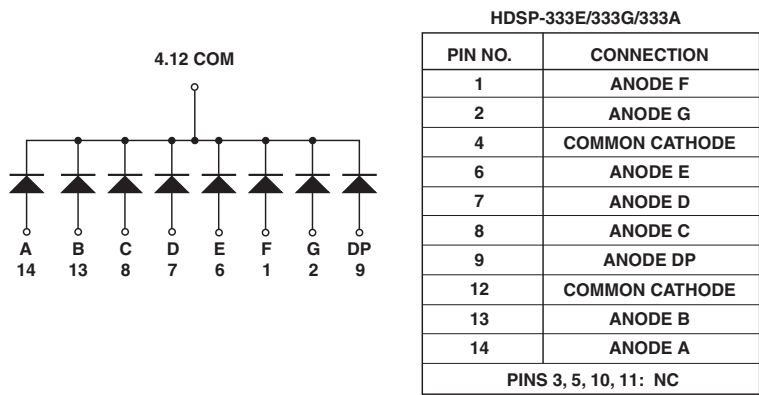 HDSP-333E/333G/333A
4.12 COM
A B C D E F G DP
14 13 8 7 6 1 2 9
PIN NO. CONNECTION
1 ANODE F
2 ANODE G
4 COMMON CATHODE
6 ANODE E
7 ANODE D
8 ANODE C
9 ANODE DP
12 COMMON CATHODE
13 ANODE B
14 ANODE A
PINS 3, 5, 10, 11: NC